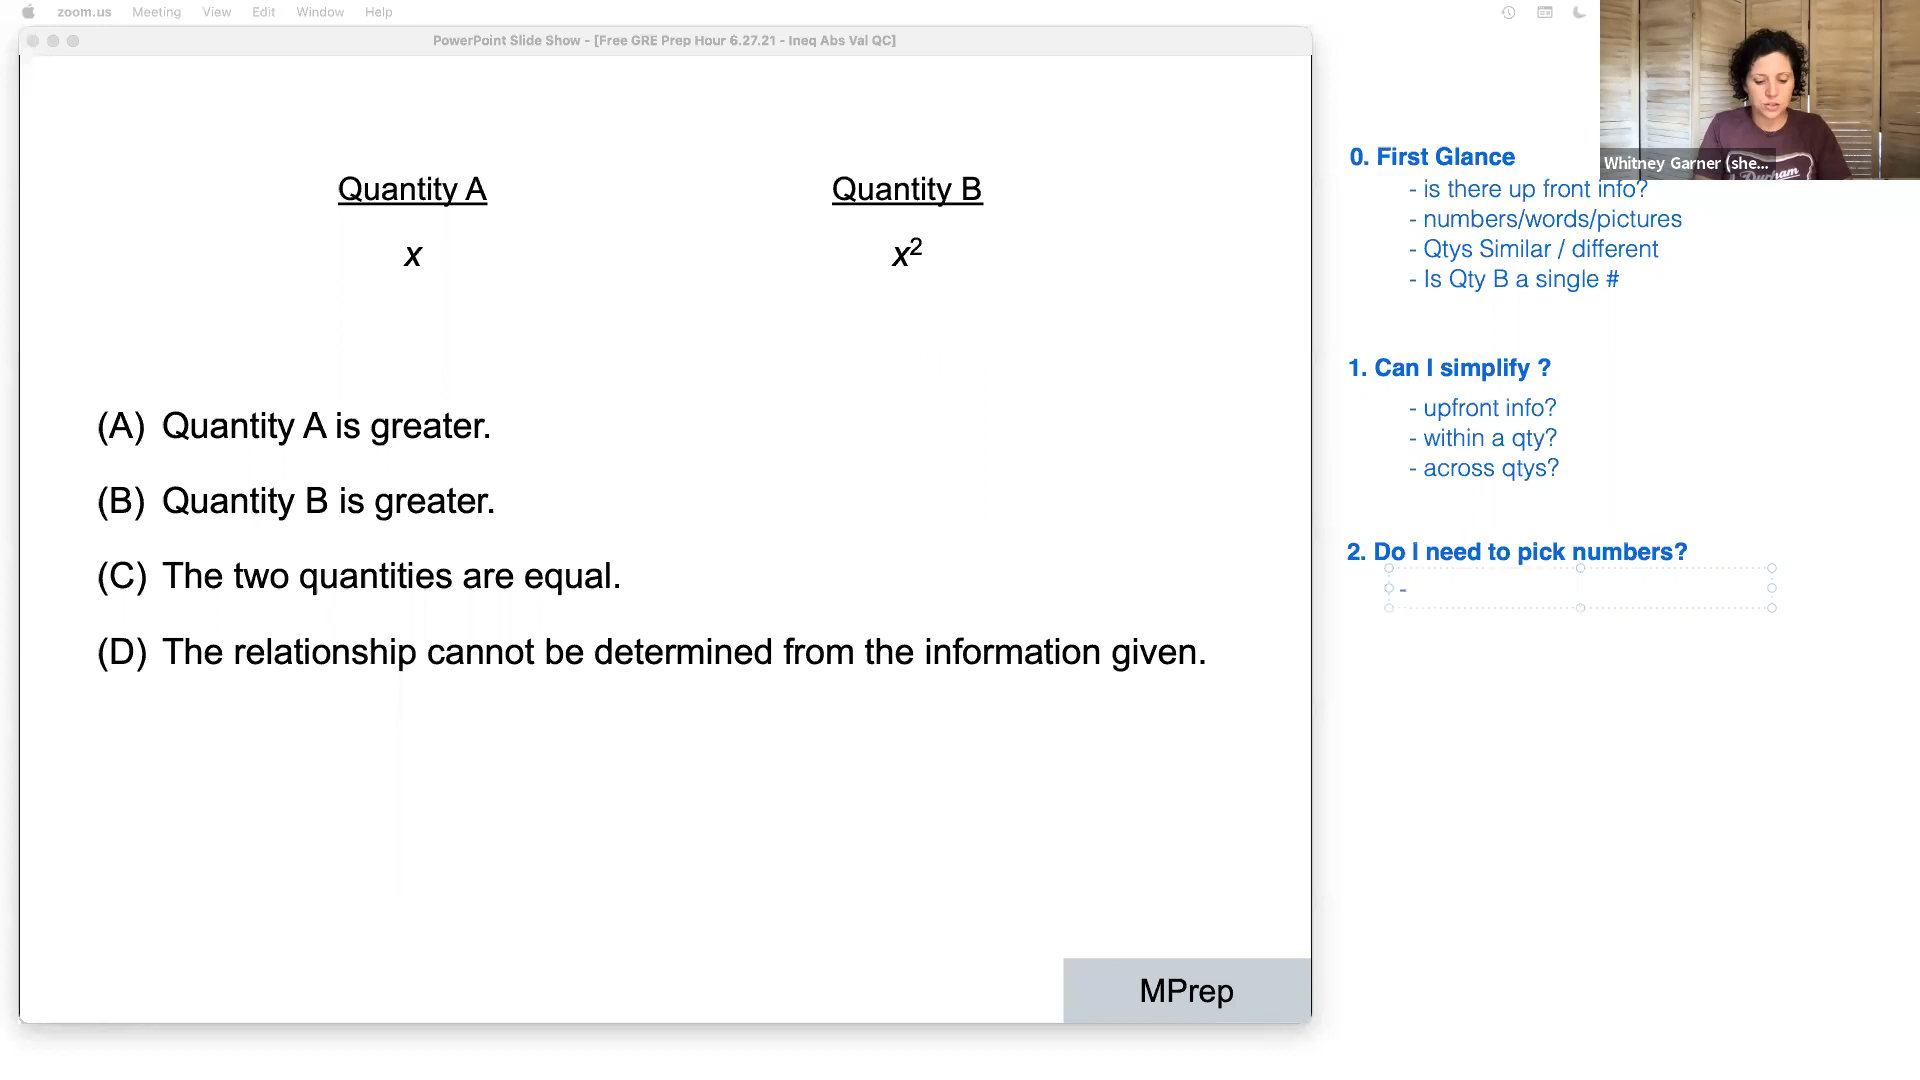 zoom.us Meeting View Edit Window Help
PowerPoint Slide Show - [Free GRE Prep Hour 6.27.21 - Ineq Abs Val QC]
Whitney Garner (she...
Durham
Quantity A Quantity B
x x²
(A) Quantity A is greater.
(B) Quantity B is greater.
(C) The two quantities are equal.
(D) The relationship cannot be determined from the information given.
MPrep
0. First Glance
- is there up front info?
- numbers/words/pictures
- Qtys Similar / different
- Is Qty B a single #
1. Can I simplify ?
- upfront info?
- within a qty?
- across qtys?
2. Do I need to pick numbers?
-